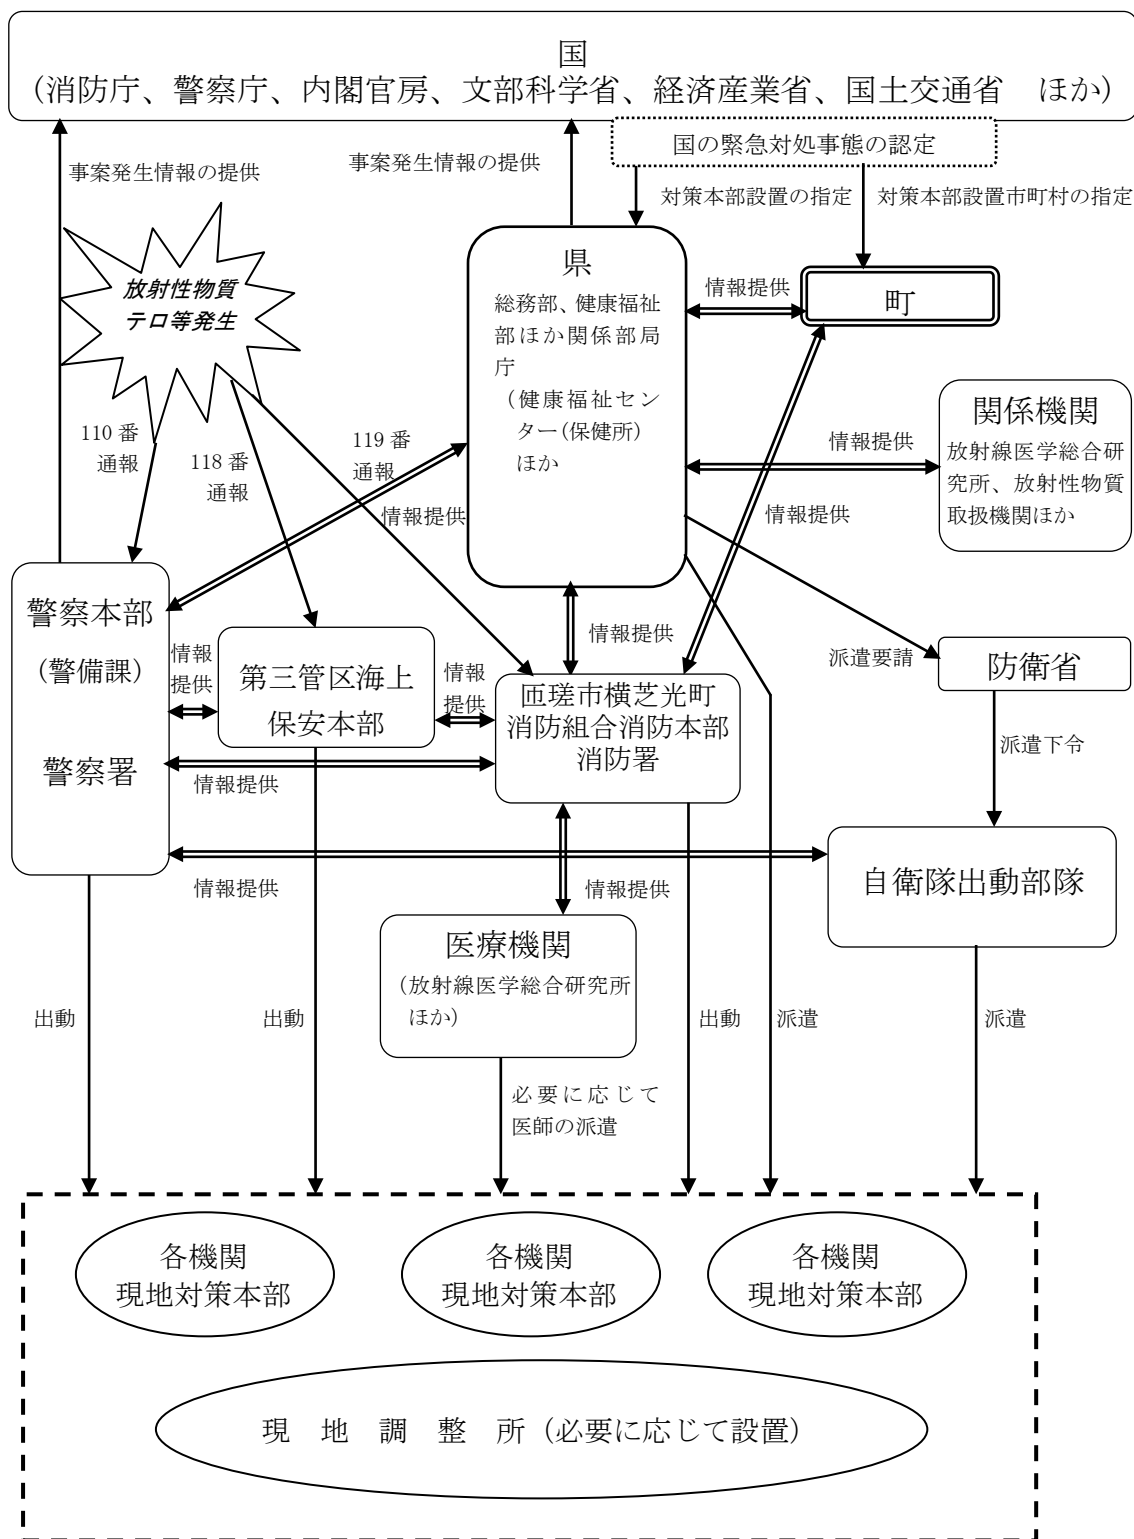 国
（消防庁、警察庁、内閣官房、文部科学省、経済産業省、国土交通省　ほか）
国の緊急対処事態の認定
事案発生情報の提供
事案発生情報の提供
対策本部設置の指定
対策本部設置市町村の指定
放射性物質
テロ等発生
県
総務部、健康福祉
部ほか関係部局
庁
（健康福祉セン
ター（保健所）
ほか
情報提供
町
関係機関
放射線医学総合研
究所、放射性物質
取扱機関ほか
情報提供
110 番
通報
118 番
通報
119 番
通報
情報提供
情報提供
警察本部
（警備課）
警察署
情報
提供
第三管区海上
保安本部
情報
提供
情報提供
匝瑳市横芝光町
消防組合消防本部
消防署
派遣要請
防衛省
派遣下令
情報提供
情報提供
情報提供
自衛隊出動部隊
医療機関
（放射線医学総合研究所
ほか）
出動
出動
出動
派遣
派遣
必要に応じて
医師の派遣
各機関
現地対策本部
各機関
現地対策本部
各機関
現地対策本部
現　地　調　整　所（必要に応じて設置）